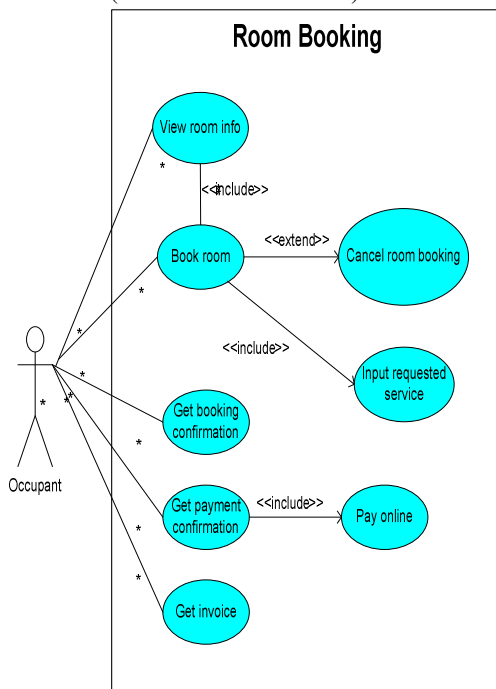 Room Booking
View room info
*
<<include>>
Book room
<<extend>>
Cancel room booking
*
*
<<include>>
Input requested
service
*
*
*
*
Get booking
confirmation
*
Occupant
Get payment
confirmation
<<include>>
Pay online
*
*
Get invoice